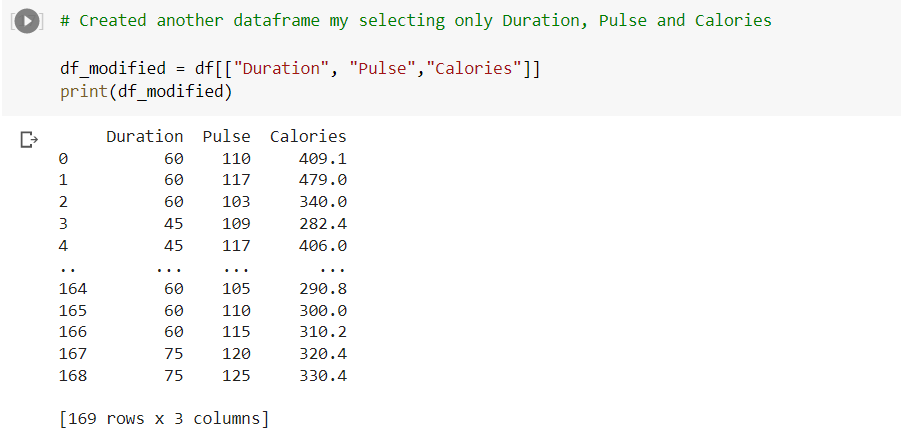 # Created another dataframe my selecting only Duration, Pulse and Calories
df_modified = df[["Duration", "Pulse","Calories"]]
print(df_modified)
Duration Pulse Calories
0 60 110 409.1
1 60 117 479.0
2 60 103 340.0
3 45 109 282.4
4 45 117 406.0
.. ... ... ...
164 60 105 290.8
165 60 110 300.0
166 60 115 310.2
167 75 120 320.4
168 75 125 330.4
[169 rows x 3 columns]